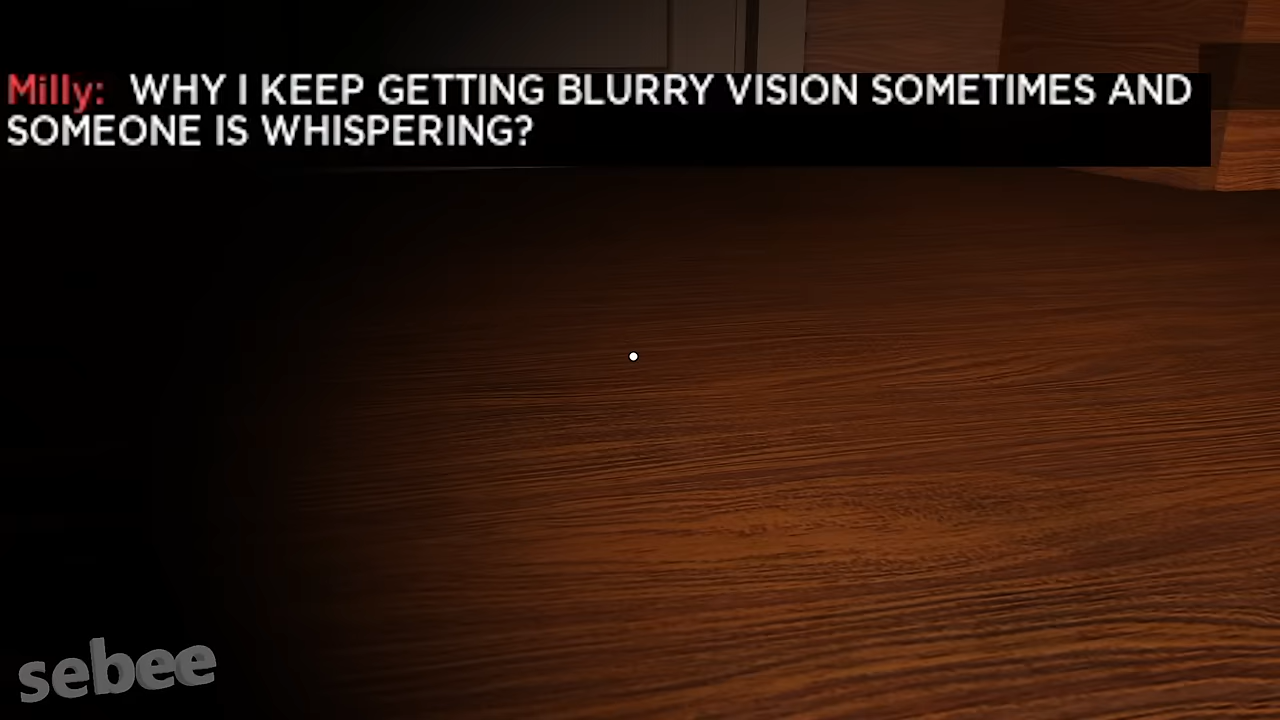 Milly: WHY I KEEP GETTING BLURRY VISION SOMETIMES AND
SOMEONE IS WHISPERING?
sebee